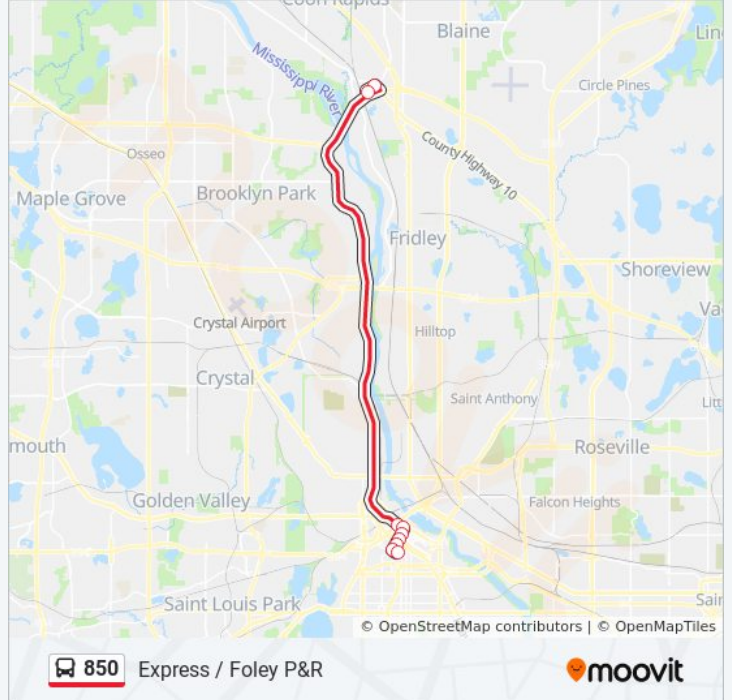 Coon Rapids
Blaine
Lin
Mississippi River
Circle Pines
County Highway 10
Osseo
Maple Grove
Brooklyn Park
Fridley
Shoreview
Va
Crystal Airport
Hilltop
Crystal
Saint Anthony
Litt
mouth
Roseville
Golden Valley
Falcon Heights
Saint Louis Park
Sai
© OpenStreetMap contributors | © OpenMapTiles
850 Express / Foley P&R
moovit